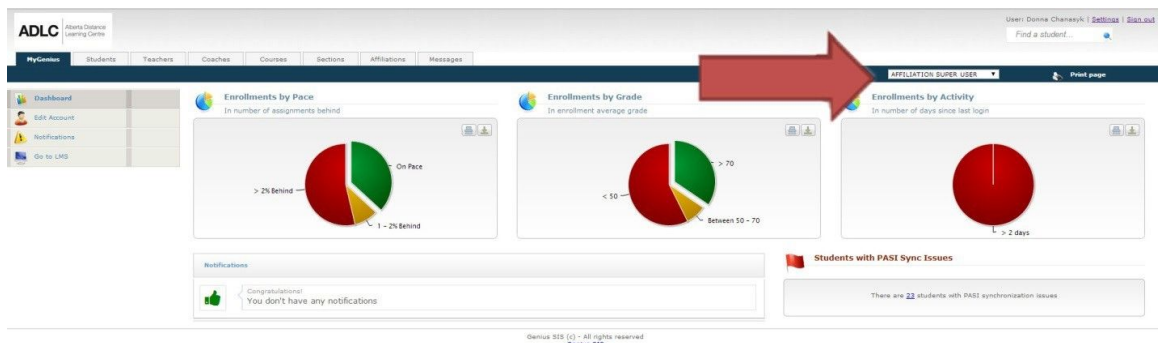 User: Donna Chanasyk | Settings | Sign out
ADLC Alberta Distance
Learning Centre
Find a student...
MyGenius Students Teachers Coaches Courses Sections Affiliations Messages
AFFILIATION SUPER USER Print page
Dashboard
Edit Account
Notifications
Go to LMS
Enrollments by Pace
In number of assignments behind
On Pace
> 2% Behind
1 - 2% Behind
Enrollments by Grade
In enrollment average grade
> 70
< 50
Between 50 - 70
Enrollments by Activity
In number of days since last login
> 2 days
Notifications
Congratulations!
You don't have any notifications
Students with PASI Sync Issues
There are 23 students with PASI synchronization issues
Genius SIS (c) - All rights reserved
Genius SIS